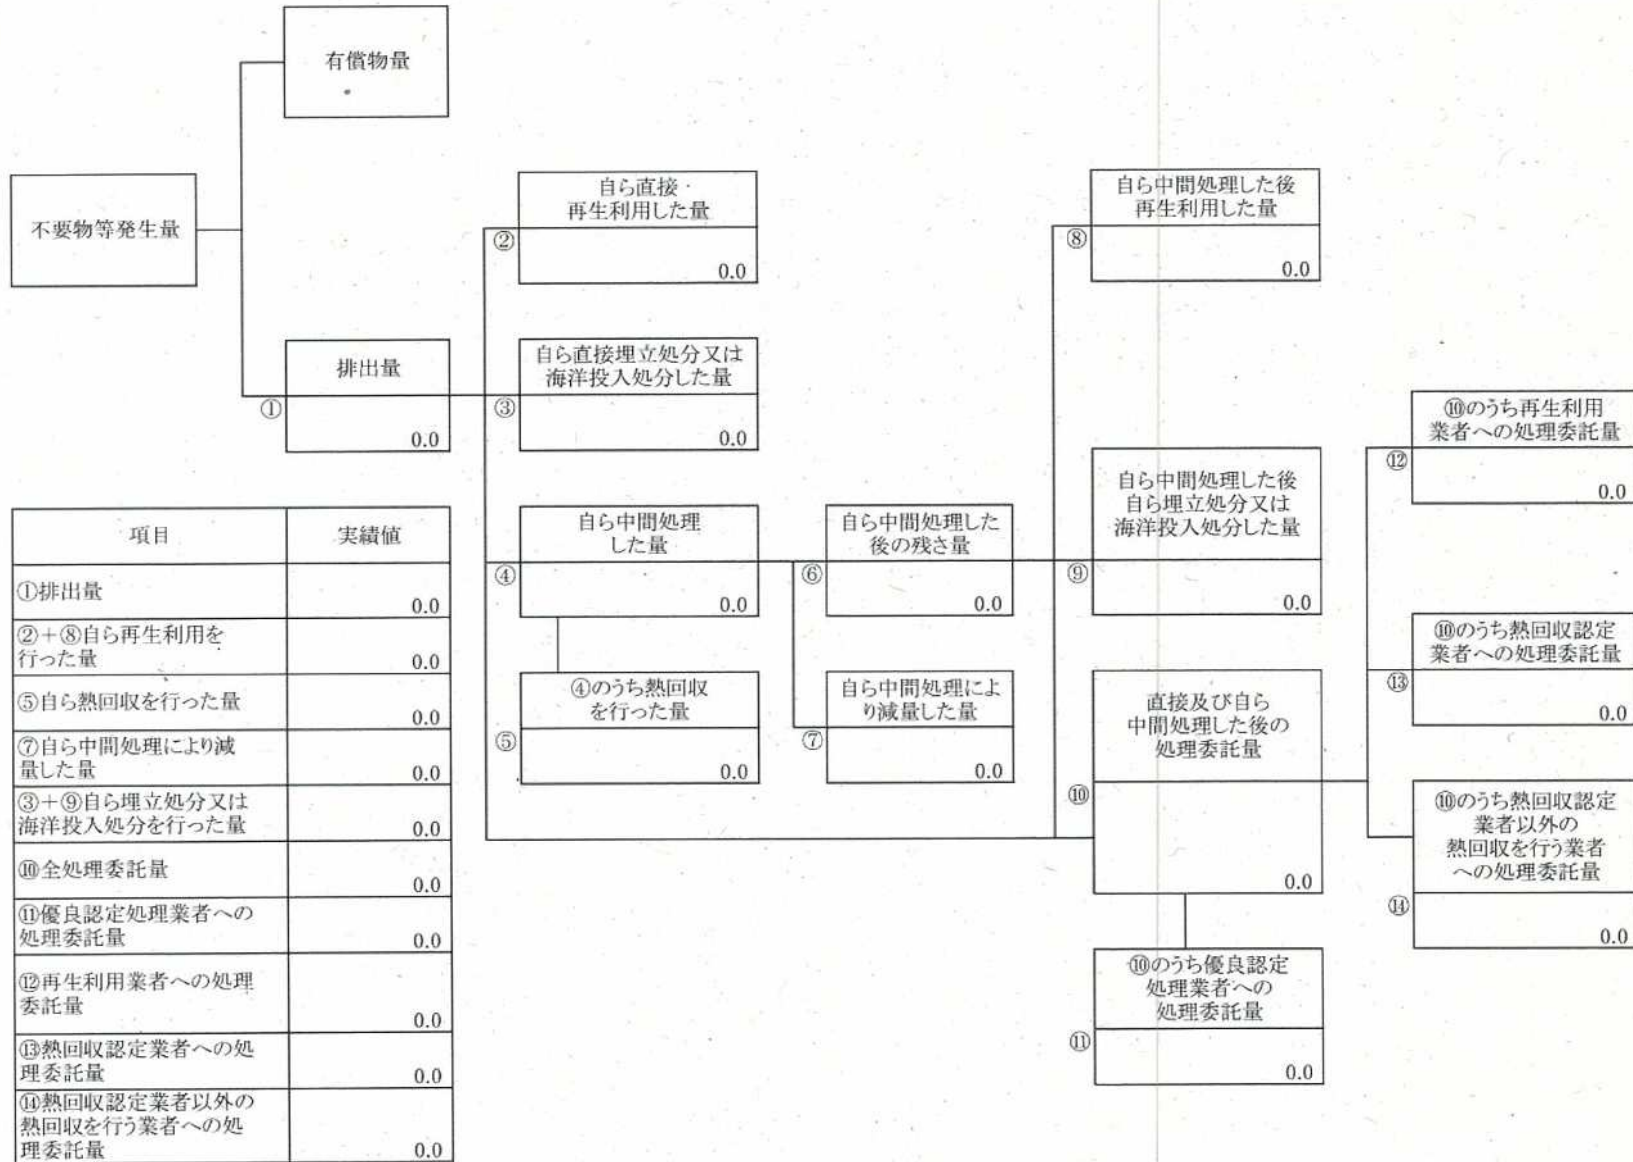 有償物量
不要物等発生量
自ら直接
再生利用した量
②
0.0
自ら中間処理した後
再生利用した量
⑧
0.0
排出量
①
0.0
自ら直接埋立処分又は
海洋投入処分した量
③
0.0
⑩のうち再生利用
業者への処理委託量
⑫
0.0
自ら中間処理
した量
④
0.0
自ら中間処理した
後の残さ量
⑥
0.0
自ら中間処理した後
自ら埋立処分又は
海洋投入処分した量
⑨
0.0
⑩のうち熱回収認定
業者への処理委託量
⑬
0.0
④のうち熱回収
を行った量
⑤
0.0
自ら中間処理によ
り減量した量
⑦
0.0
直接及び自ら
中間処理した後の
処理委託量
⑩
0.0
⑩のうち熱回収認定
業者以外の
熱回収を行う業者
への処理委託量
⑭
0.0
⑩のうち優良認定
処理業者への
処理委託量
⑪
0.0
項目 実績値
①排出量
0.0
②+⑧自ら再生利用を
行った量 0.0
⑤自ら熱回収を行った量
0.0
⑦自ら中間処理により減
量した量 0.0
③+⑨自ら埋立処分又は
海洋投入処分を行った量 0.0
⑩全処理委託量
0.0
⑪優良認定処理業者への
処理委託量 0.0
⑫再生利用業者への処理
委託量
0.0
⑬熱回収認定業者への処
理委託量 0.0
⑭熱回収認定業者以外の
熱回収を行う業者への処
理委託量 0.0